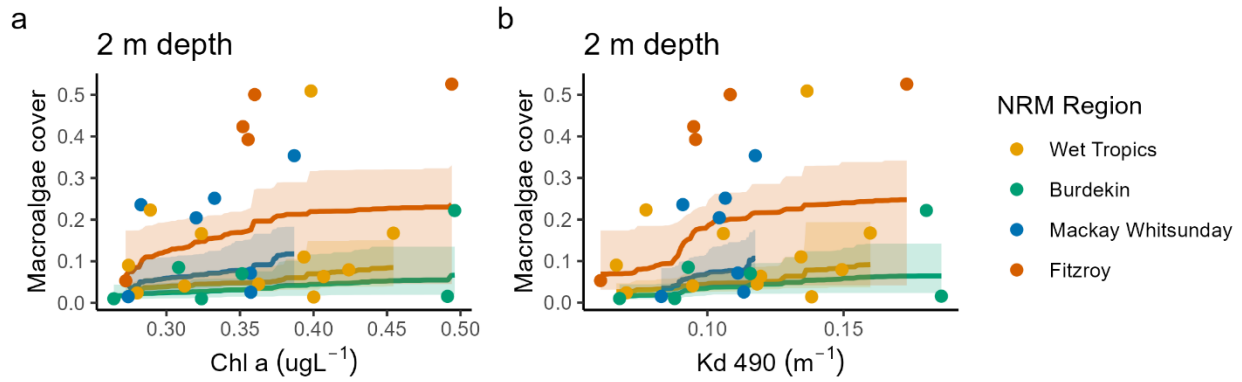 a
2 m depth
Macroalgae cover
0.5
0.4
0.3
0.2
0.1
0.0
0.30 0.35 0.40 0.45 0.50
Chl a (ugL⁻¹)
b
2 m depth
Macroalgae cover
0.5
0.4
0.3
0.2
0.1
0.0
0.10 0.15
Kd 490 (m⁻¹)
NRM Region
Wet Tropics
Burdekin
Mackay Whitsunday
Fitzroy